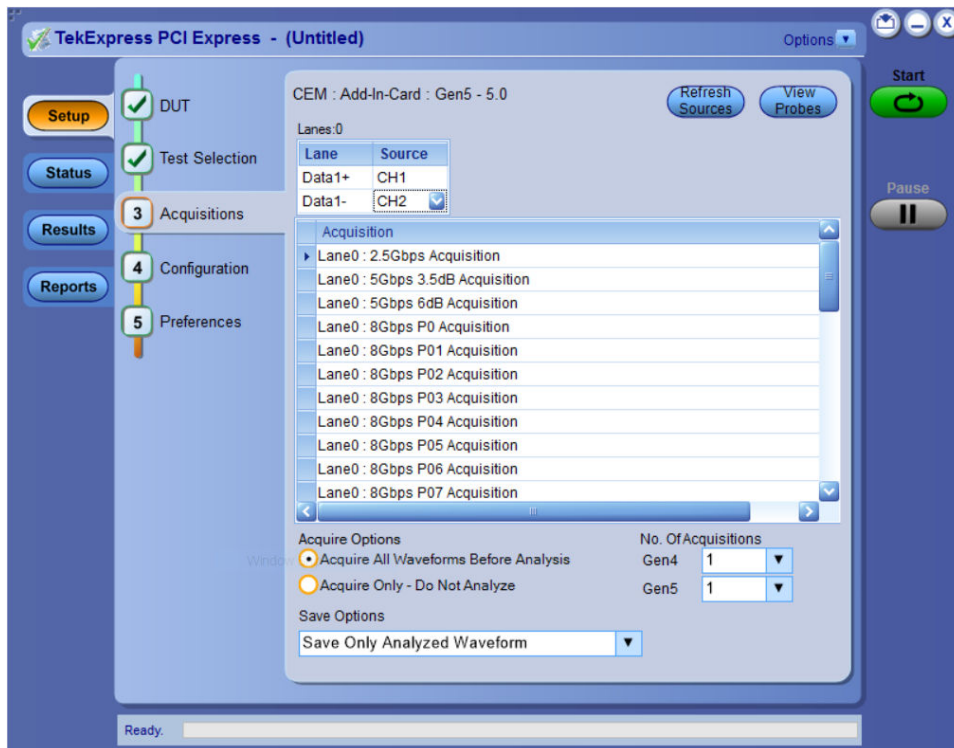 TekExpress PCI Express - (Untitled)
Options
X
Start
Pause
Setup
Status
Results
Reports
DUT
Test Selection
3 Acquisitions
4 Configuration
5 Preferences
CEM : Add-In-Card : Gen5 - 5.0
Refresh Sources
View Probes
Lanes:0
Lane Source
Data1+ CH1
Data1- CH2
Acquisition
Lane0 : 2.5Gbps Acquisition
Lane0 : 5Gbps 3.5dB Acquisition
Lane0 : 5Gbps 6dB Acquisition
Lane0 : 8Gbps P0 Acquisition
Lane0 : 8Gbps P01 Acquisition
Lane0 : 8Gbps P02 Acquisition
Lane0 : 8Gbps P03 Acquisition
Lane0 : 8Gbps P04 Acquisition
Lane0 : 8Gbps P05 Acquisition
Lane0 : 8Gbps P06 Acquisition
Lane0 : 8Gbps P07 Acquisition
Acquire Options
Window
Acquire All Waveforms Before Analysis
Acquire Only - Do Not Analyze
No. Of Acquisitions
Gen4 1
Gen5 1
Save Options
Save Only Analyzed Waveform
Ready.